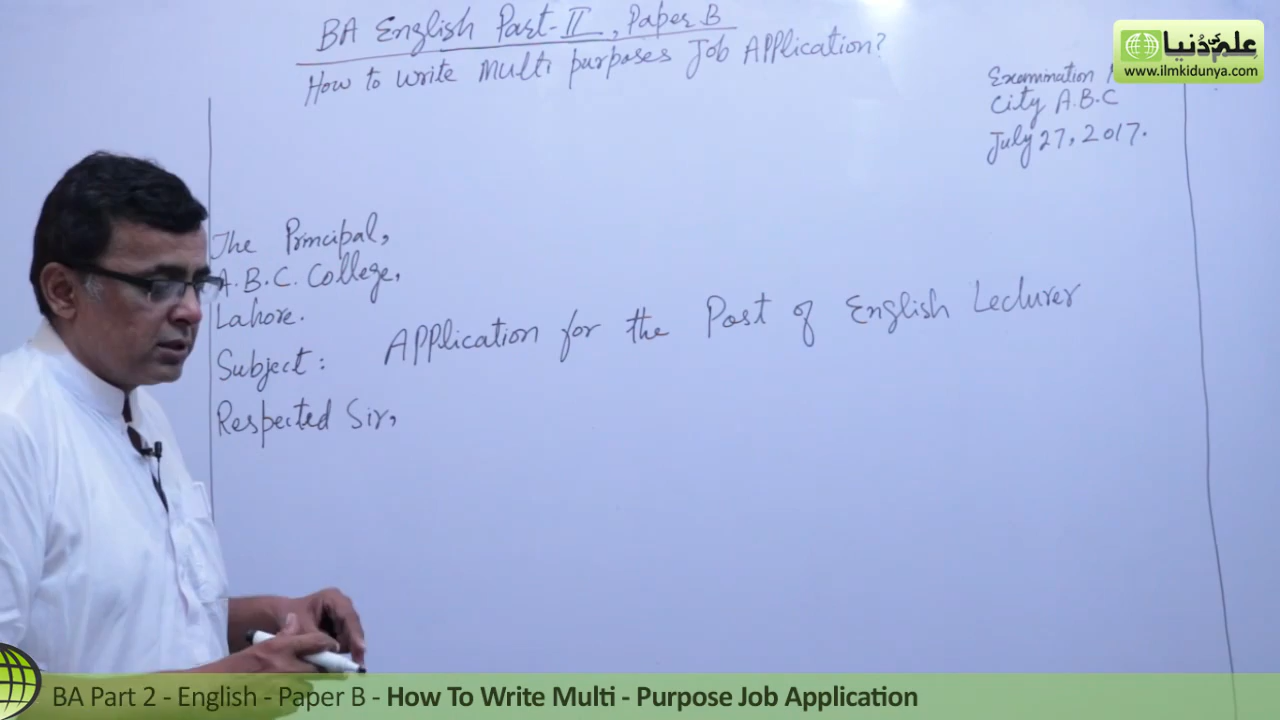 BA English Part-II, Paper B
How to write Multi purposes Job Application?
علم کی دُنیا
www.ilmkidunya.com
Examination
City A.B.C
July 27, 2017.
The Princpal,
A.B.C. College,
Lahore.
Subject: Application for the Post of English Lecturer
Respected Sir,
BA Part 2 - English - Paper B - How To Write Multi - Purpose Job Application